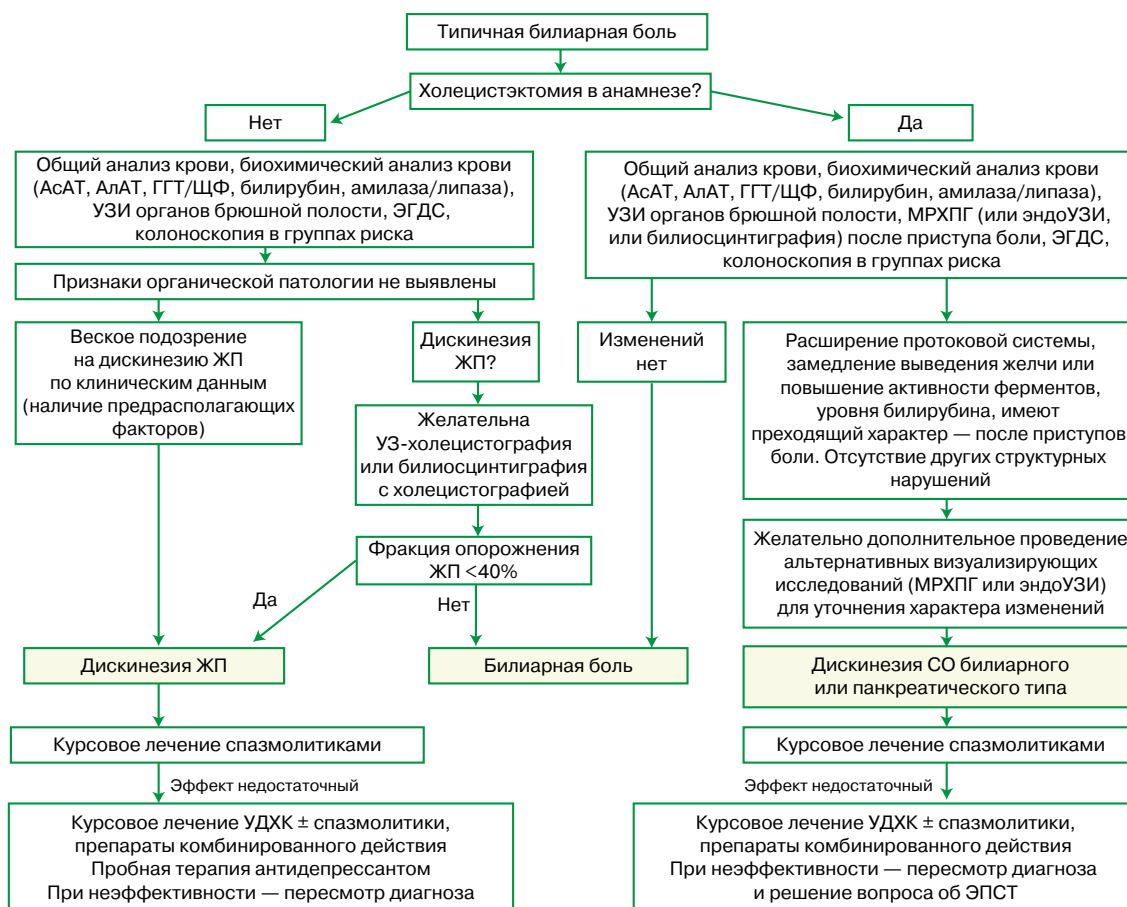 Типичная билиарная боль
Холецистэктомия в анамнезе?
Нет
Да
Общий анализ крови, биохимический анализ крови
(АсАТ, АлАТ, ГГТ/ЩФ, билирубин, амилаза/липаза),
УЗИ органов брюшной полости, ЭГДС,
колоноскопия в группах риска
Общий анализ крови, биохимический анализ крови
(АсАТ, АлАТ, ГГТ/ЩФ, билирубин, амилаза/липаза),
УЗИ органов брюшной полости, МРХПГ (или эндоУЗИ,
или билиосцинтиграфия) после приступа боли, ЭГДС,
колоноскопия в группах риска
Признаки органической патологии не выявлены
Веское подозрение
на дискинезию ЖП
по клиническим данным
(наличие предрасполагающих
факторов)
Дискинезия
ЖП?
Изменений
нет
Расширение протоковой системы,
замедление выведения желчи или
повышение активности ферментов,
уровня билирубина, имеют
преходящий характер — после приступов
боли. Отсутствие других структурных
нарушений
Желательна
УЗ-холецистография
или билиосцинтиграфия
с холецистографией
Фракция опорожнения
ЖП <40%
Да
Нет
Желательно дополнительное проведение
альтернативных визуализирующих
исследований (МРХПГ или эндоУЗИ)
для уточнения характера изменений
Дискинезия ЖП
Билиарная боль
Дискинезия СО билиарного
или панкреатического типа
Курсовое лечение спазмолитиками
Курсовое лечение спазмолитиками
Эффект недостаточный
Эффект недостаточный
Курсовое лечение УДХК ± спазмолитики,
препараты комбинированного действия
Пробная терапия антидепрессантом
При неэффективности — пересмотр диагноза
Курсовое лечение УДХК ± спазмолитики,
препараты комбинированного действия
При неэффективности — пересмотр диагноза
и решение вопроса об ЭПСТ